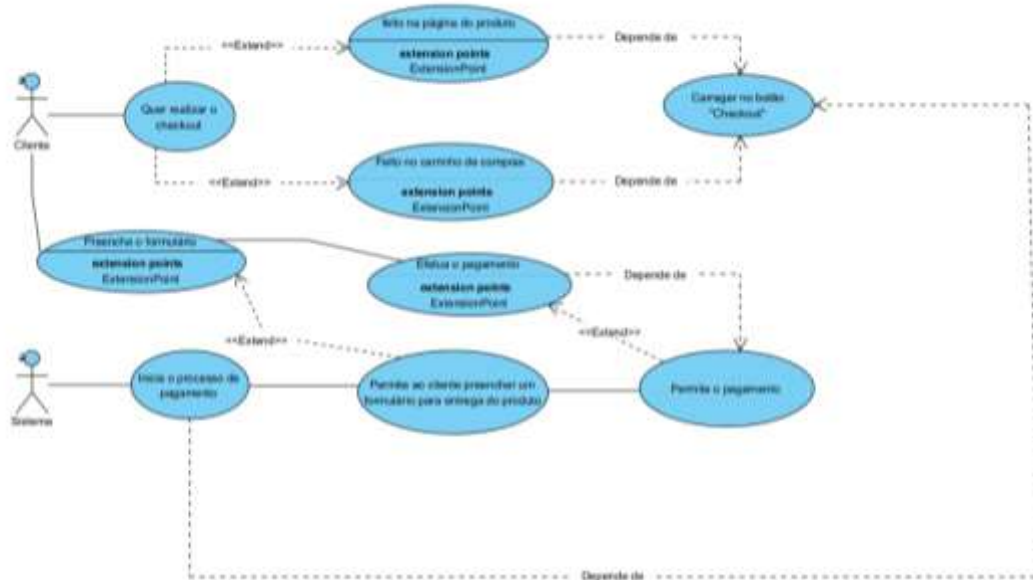 feito na página do produto
extension points
ExtensionPoint
<<Extend>>
Depende de
Cliente
Quer realizar o
checkout
Carregar no botão
"Checkout"
<<Extend>>
Feito no carrinho de compras
extension points
ExtensionPoint
Depende de
Preenche o formulário
extension points
ExtensionPoint
Efetua o pagamento
extension points
ExtensionPoint
Depende de
<<Extend>>
<<Extend>>
Sistema
Inicia o processo de
pagamento
Permite ao cliente preencher um
formulário para entrega do produto
Permite o pagamento
Depende de